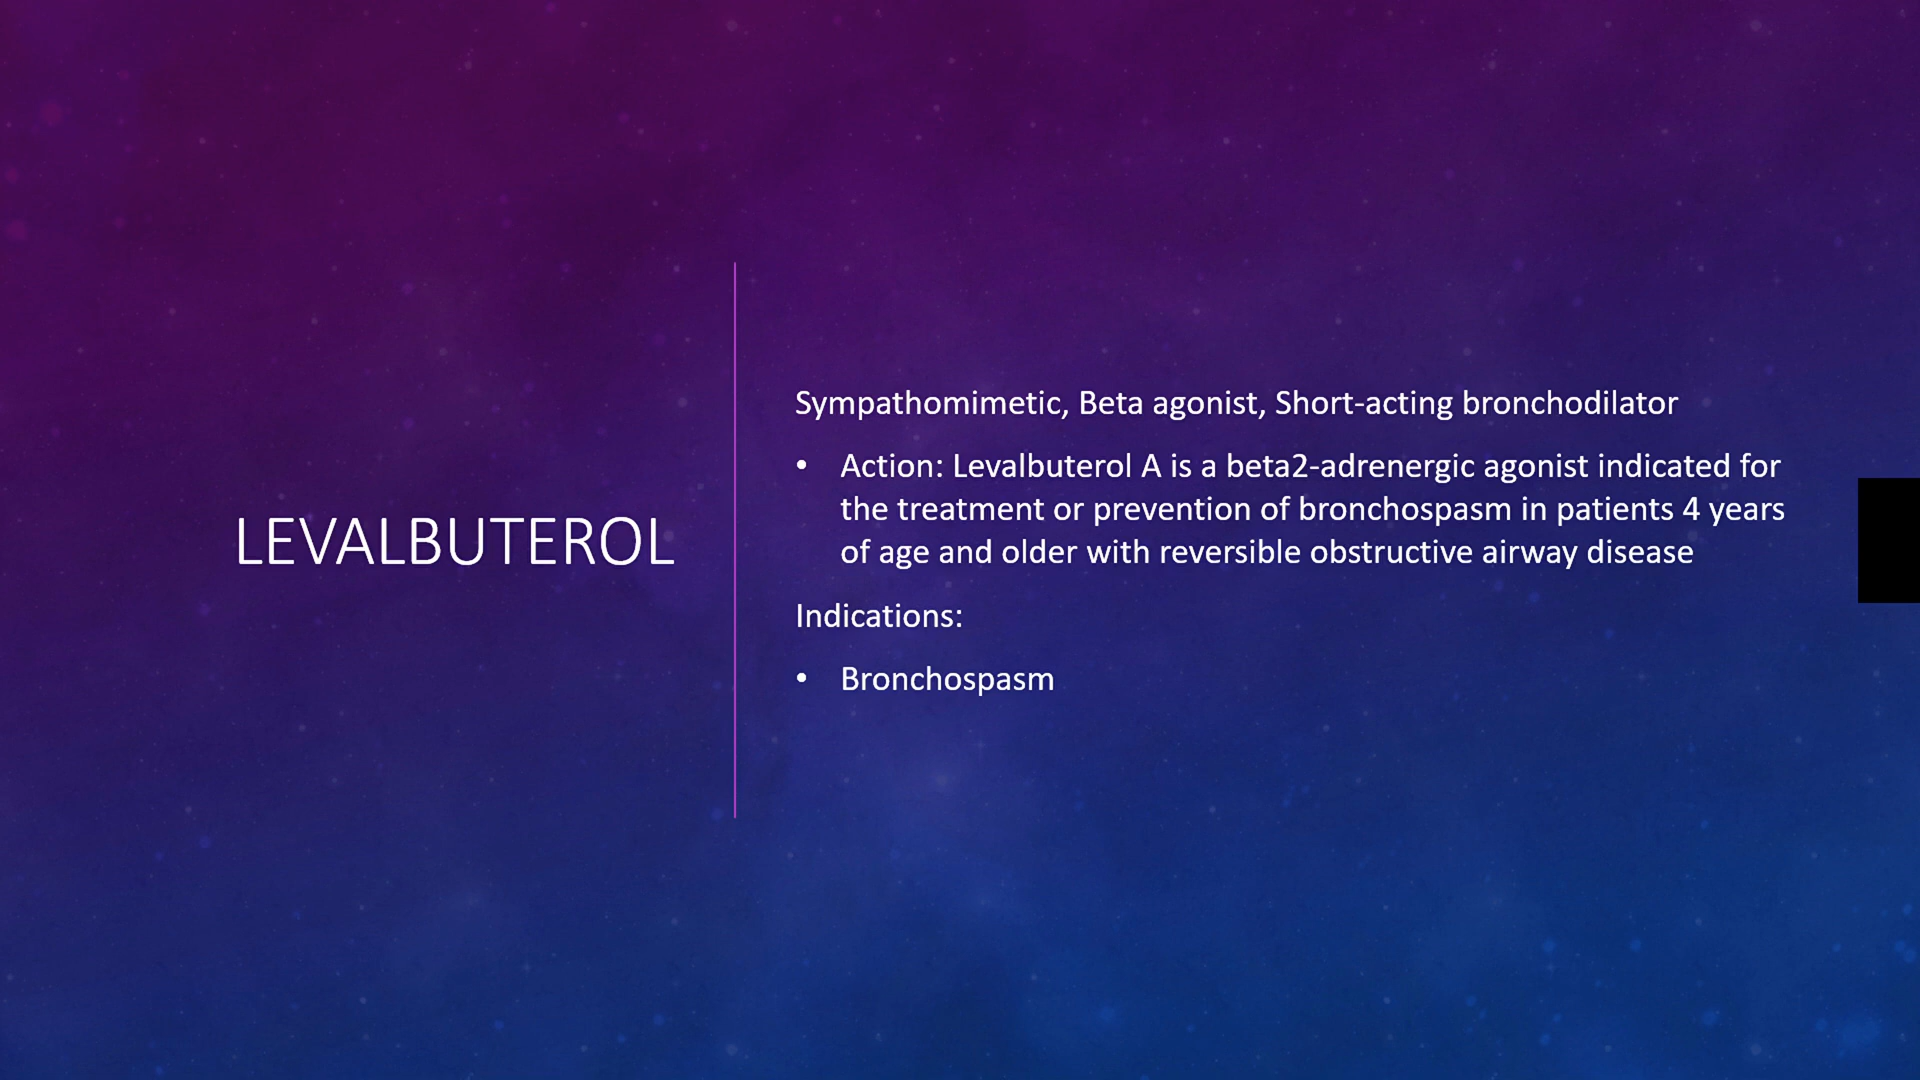 LEVALBUTEROL
Sympathomimetic, Beta agonist, Short-acting bronchodilator
• Action: Levalbuterol A is a beta2-adrenergic agonist indicated for
the treatment or prevention of bronchospasm in patients 4 years
of age and older with reversible obstructive airway disease
Indications:
• Bronchospasm